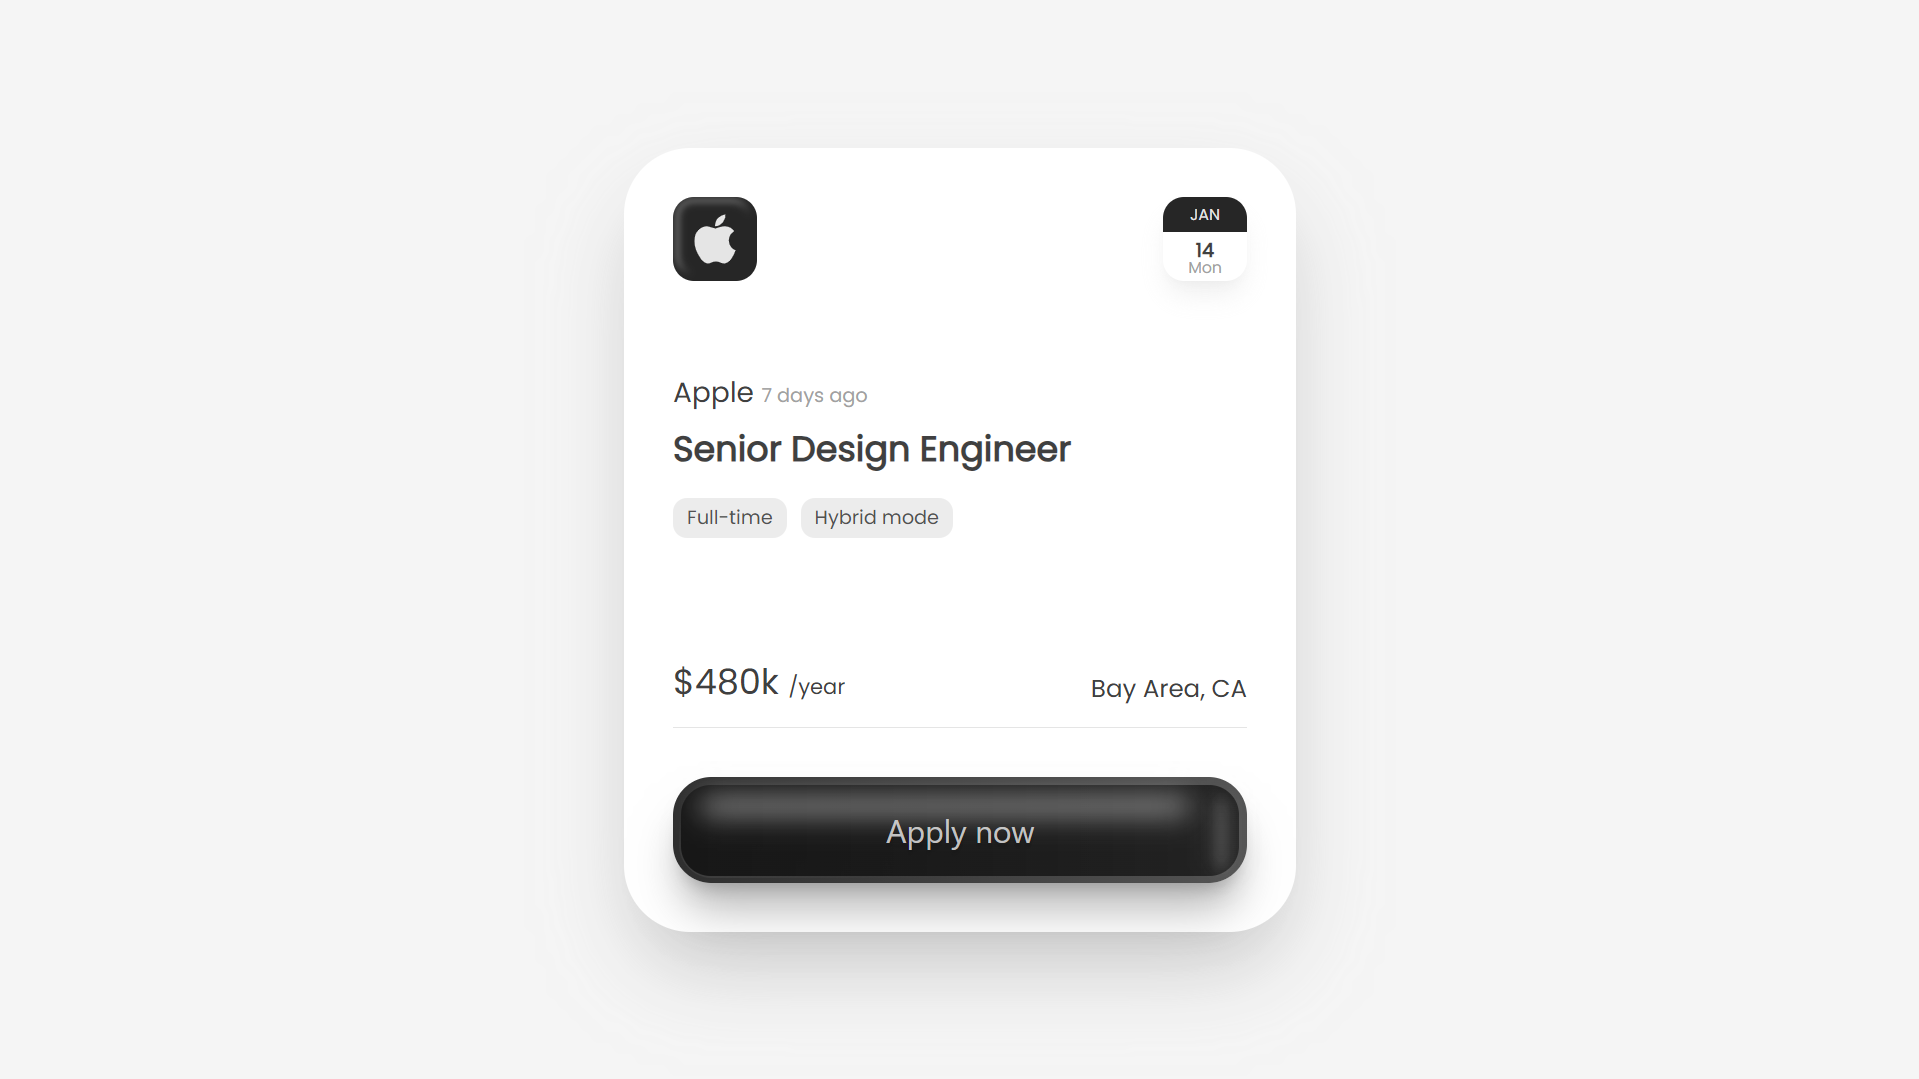 JAN
14
Mon
Apple 7 days ago
Senior Design Engineer
Full-time Hybrid mode
$480k /year Bay Area, CA
Apply now